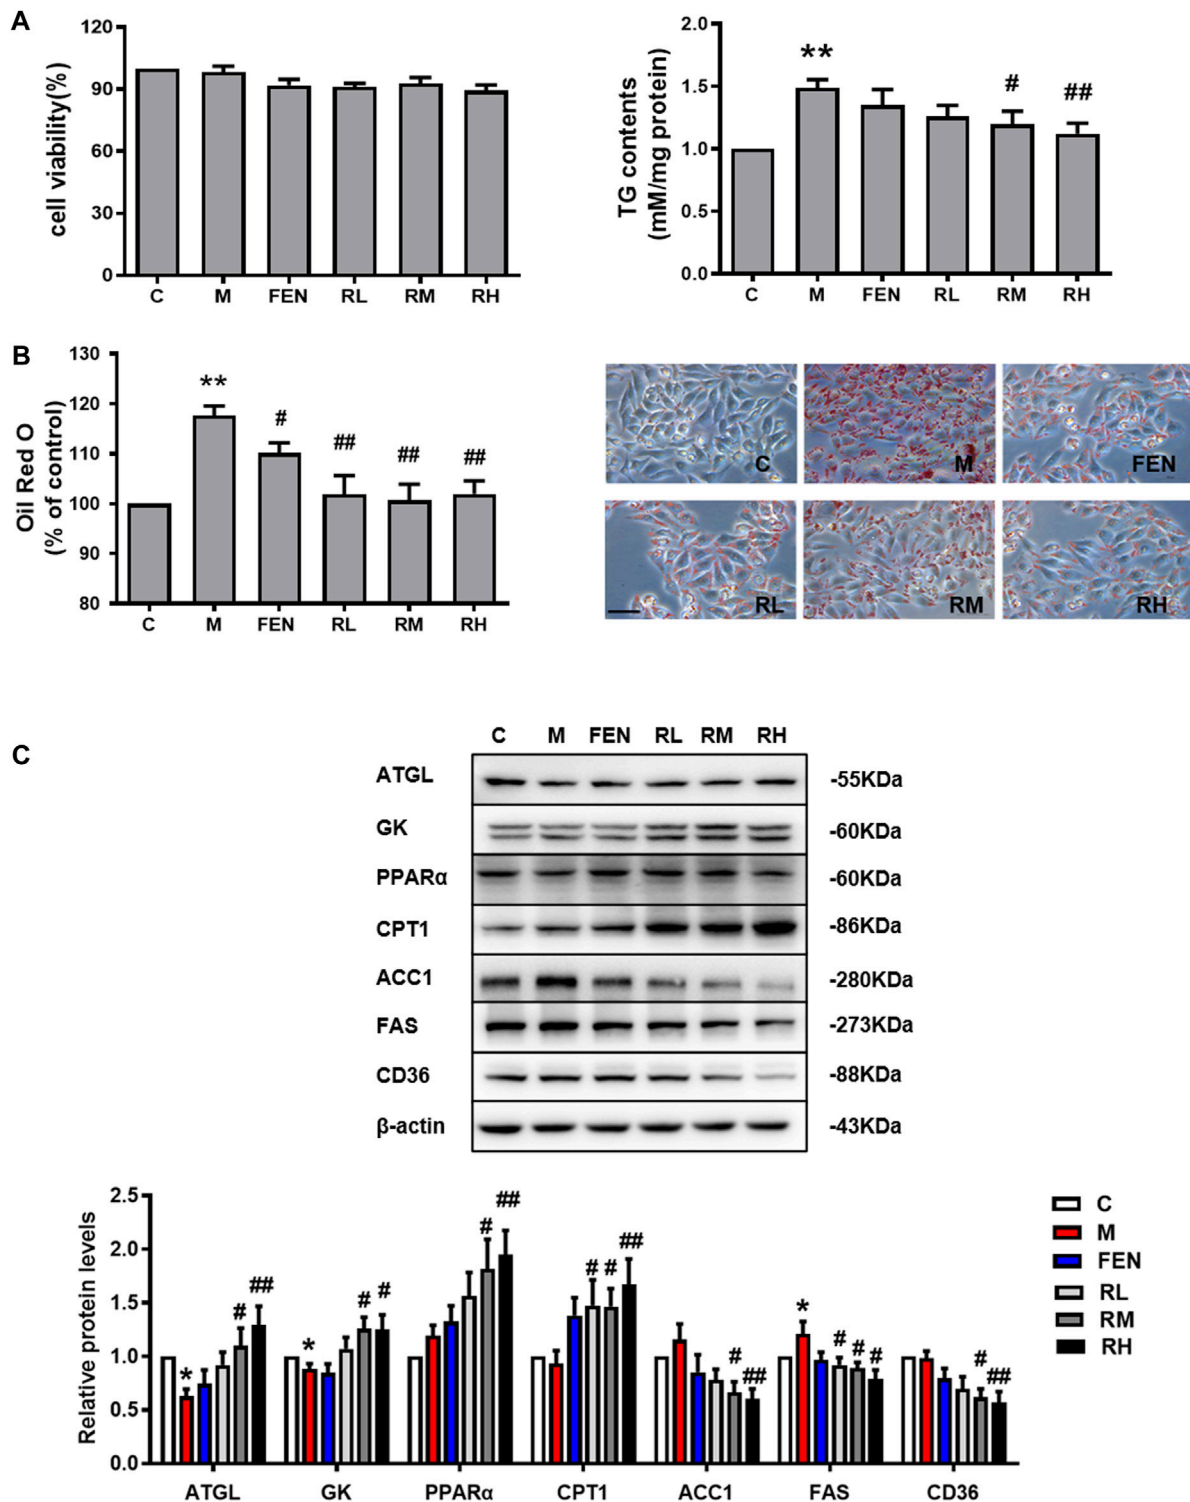 A
cell viability(%)
120
90
60
30
0
C M FEN RL RM RH
TG contents
(mM/mg protein)
2.0
1.5
1.0
0.5
0.0
**
#
##
C M FEN RL RM RH
B
Oil Red O
(% of control)
130
120
110
100
90
80
**
#
##
##
##
C M FEN RL RM RH
C M FEN
RL RM RH
C
C M FEN RL RM RH
ATGL -55KDa
GK -60KDa
PPARα -60KDa
CPT1 -86KDa
ACC1 -280KDa
FAS -273KDa
CD36 -88KDa
β-actin -43KDa
Relative protein levels
2.5
2.0
1.5
1.0
0.5
0.0
* # ##
* # #
# ##
# # ##
# ##
* # # #
# ##
ATGL GK PPARα CPT1 ACC1 FAS CD36
C
M
FEN
RL
RM
RH